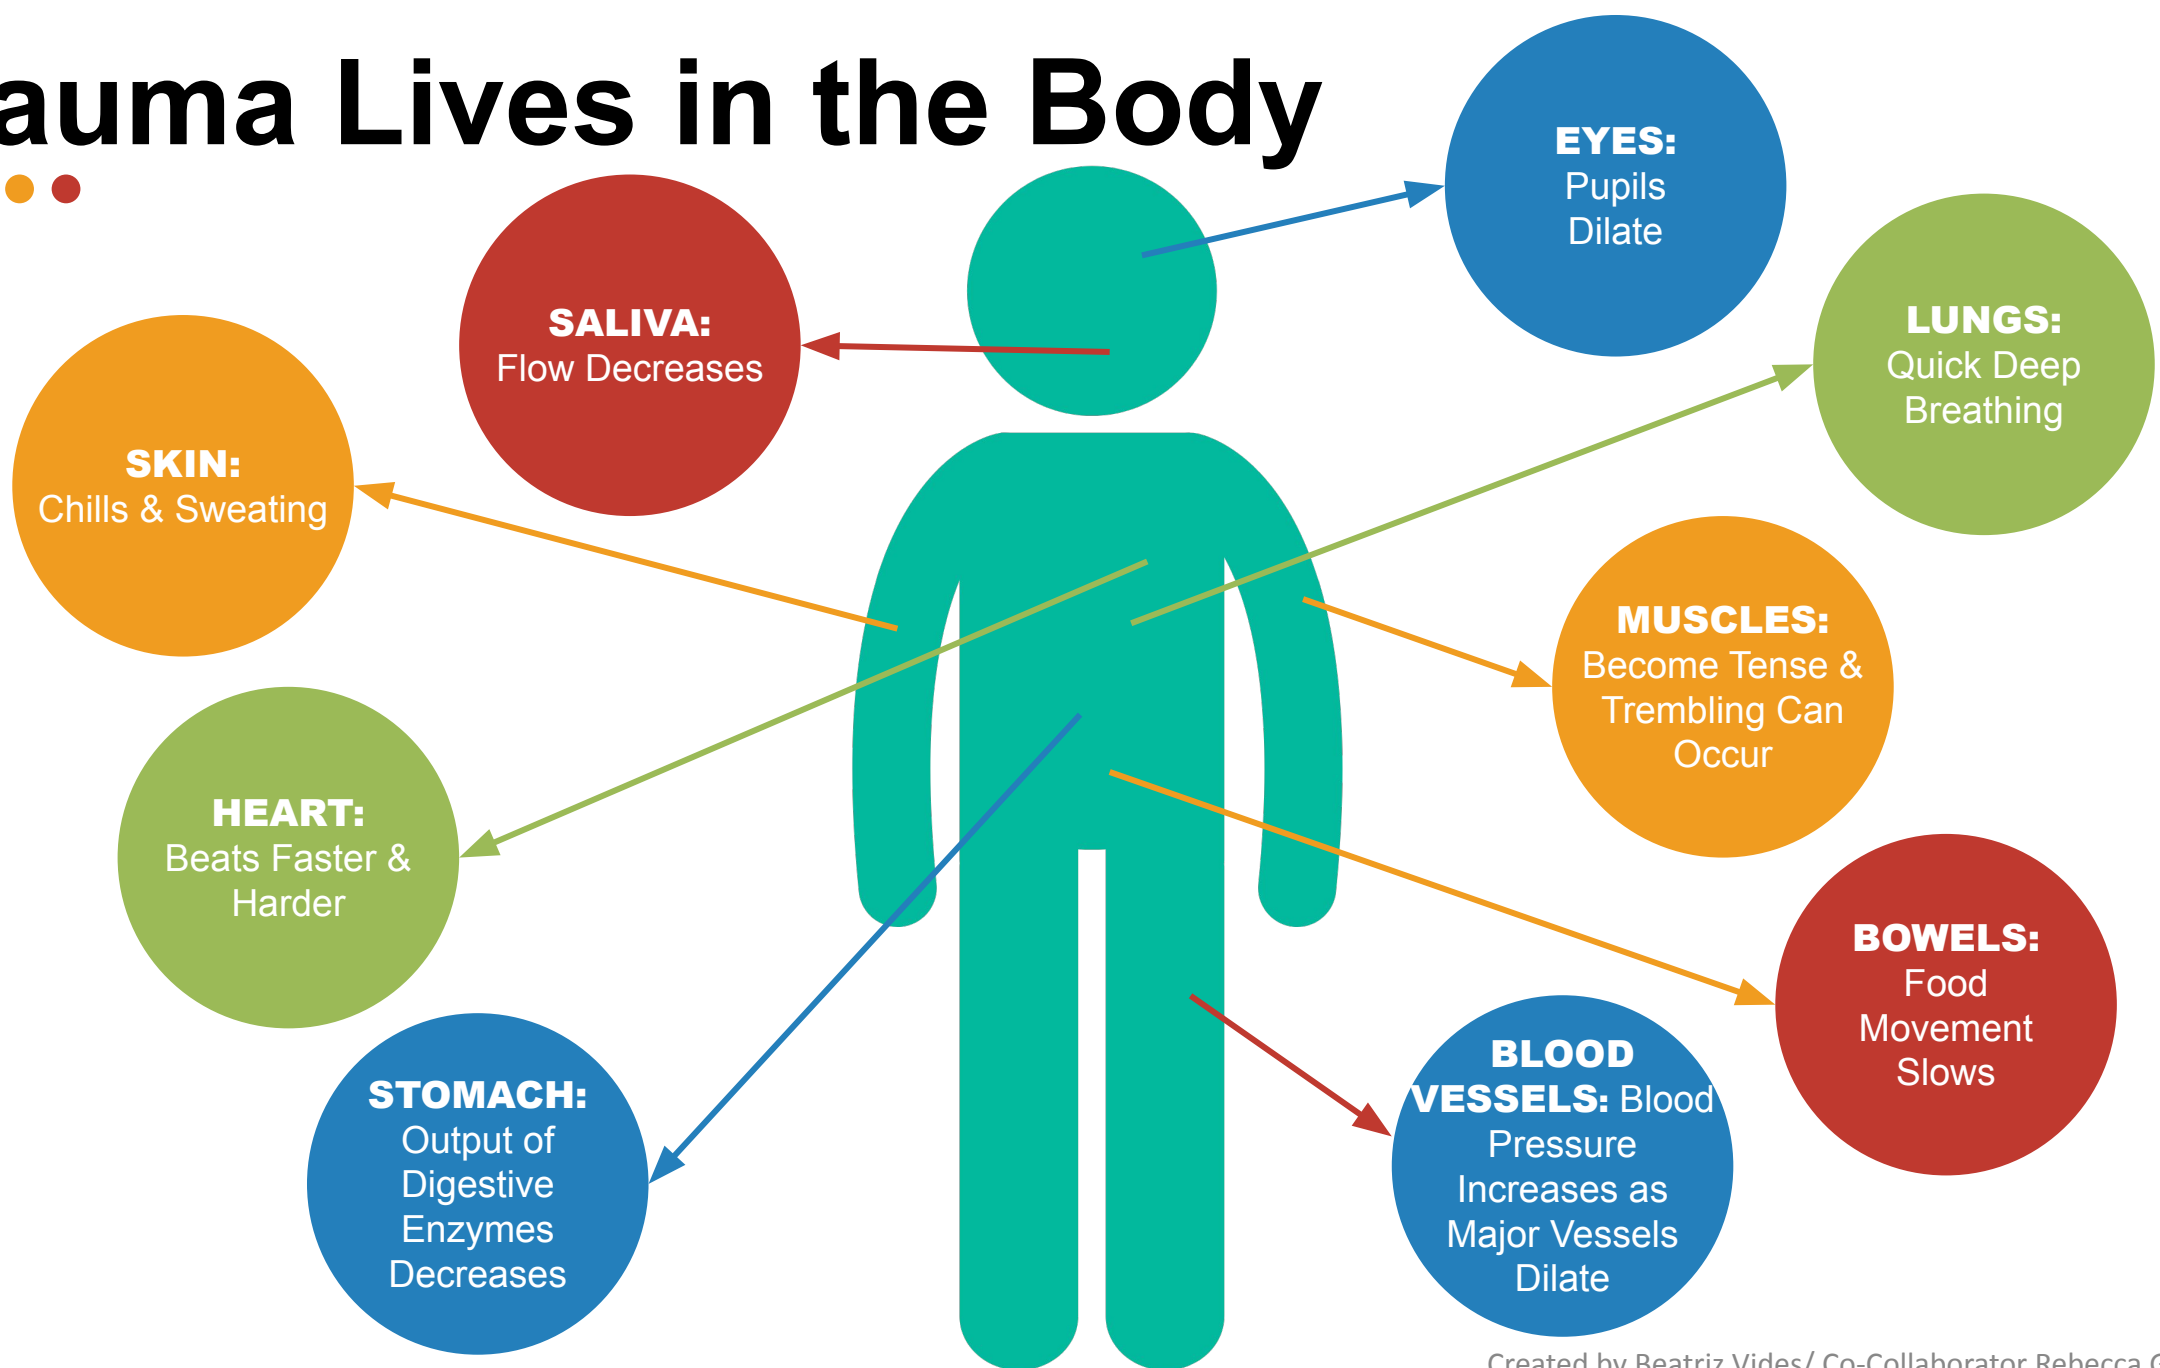 auma Lives in the Body
EYES:
Pupils
Dilate
SALIVA:
Flow Decreases
LUNGS:
Quick Deep
Breathing
SKIN:
Chills & Sweating
MUSCLES:
Become Tense &
Trembling Can
Occur
HEART:
Beats Faster &
Harder
BOWELS:
Food
Movement
Slows
STOMACH:
Output of
Digestive
Enzymes
Decreases
BLOOD
VESSELS: Blood
Pressure
Increases as
Major Vessels
Dilate
Created by Beatriz Vides/ Co-Collaborator Rebecca